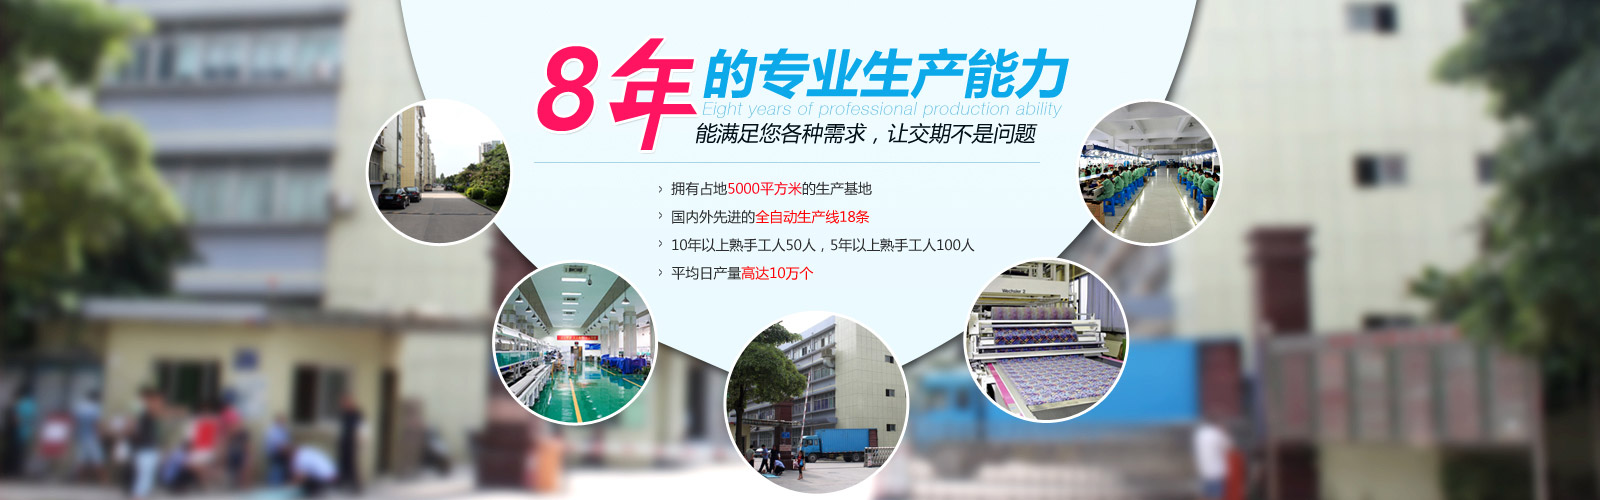 8年的专业生产能力
Eight years of professional production ability
能满足您各种需求，让交期不是问题
拥有占地5000平方米的生产基地
国内外先进的全自动生产线18条
10年以上熟手工人50人，5年以上熟手工人100人
平均日产量高达10万个
Wechsler 2